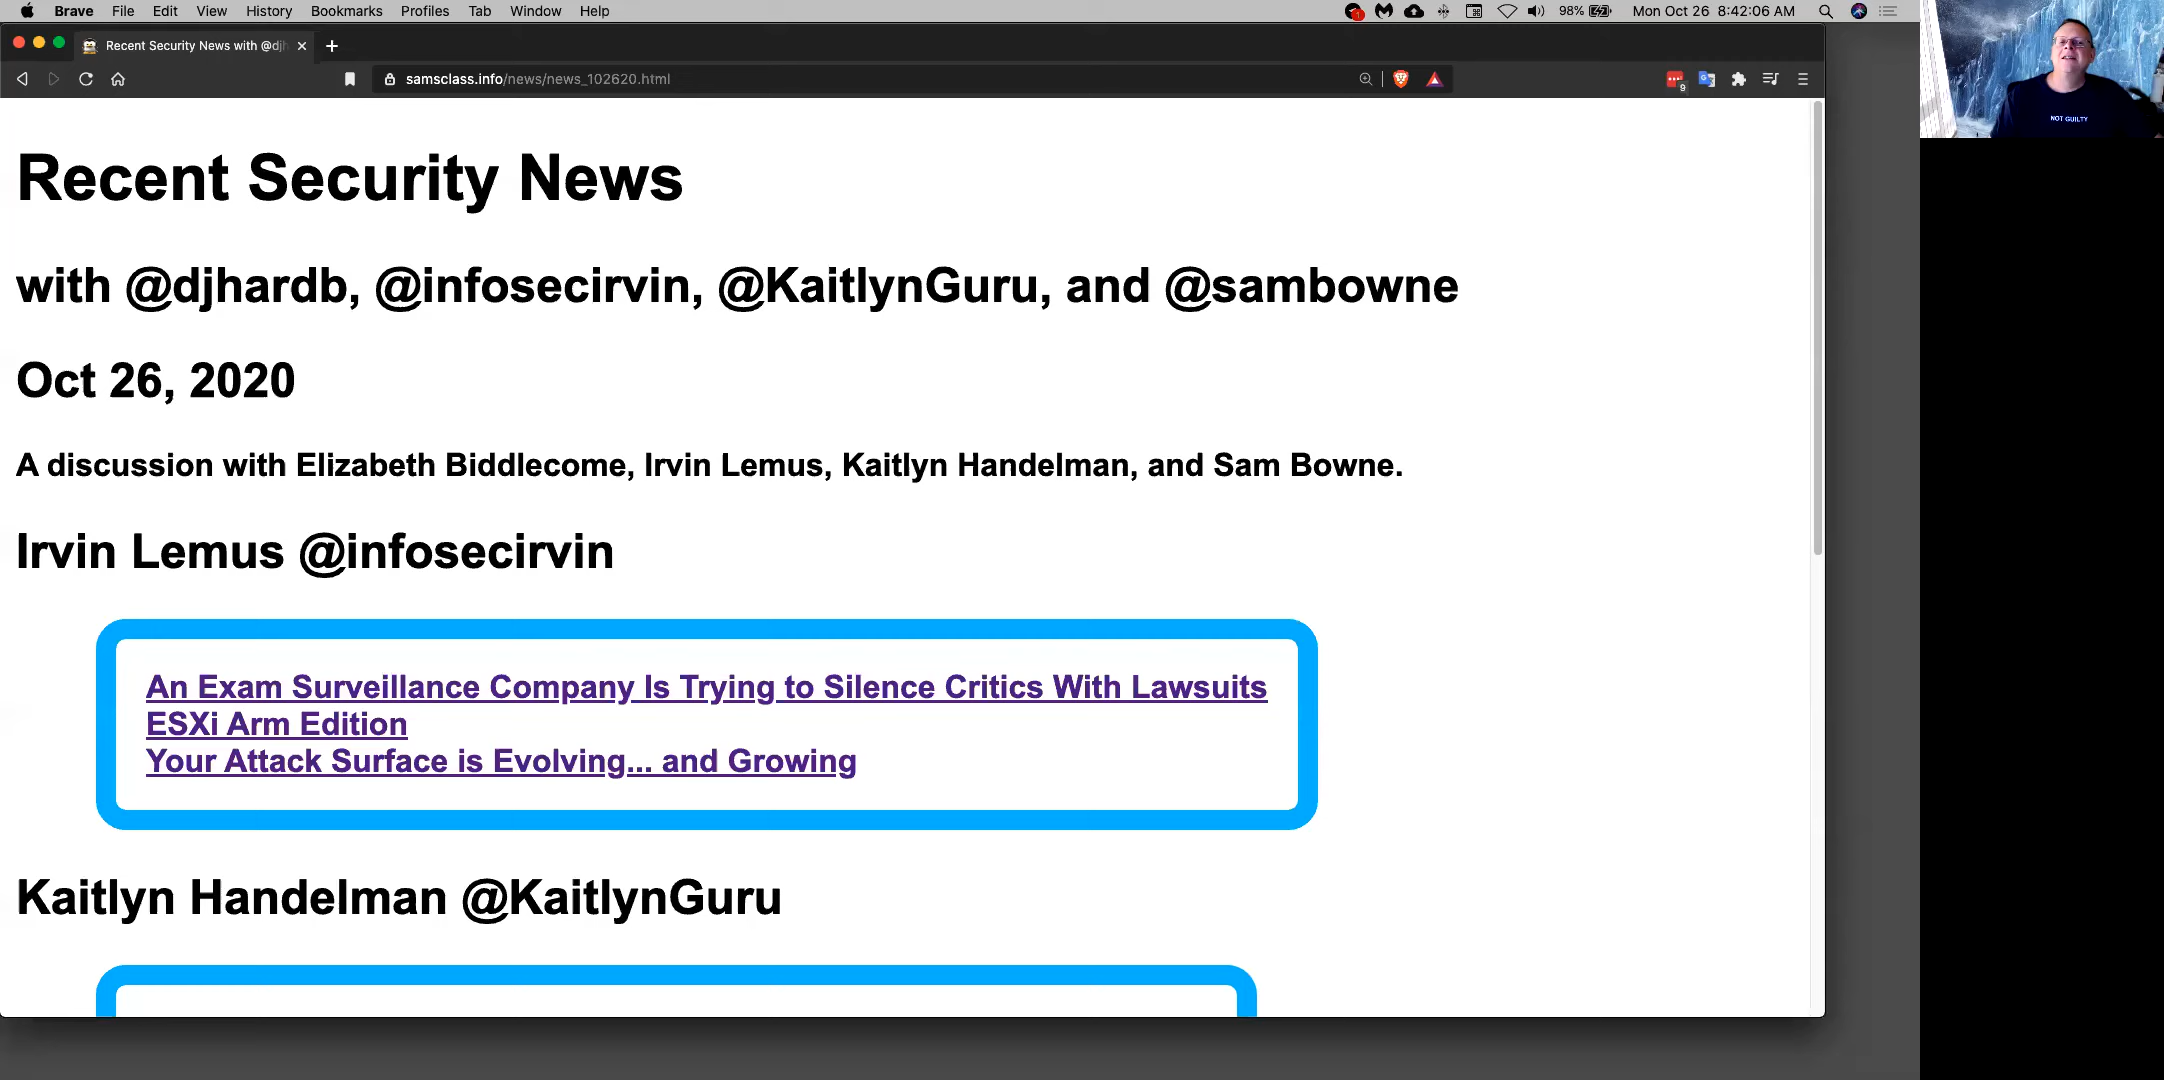 Brave File Edit View History Bookmarks Profiles Tab Window Help 1 98% Mon Oct 26 8:42:06 AM
Recent Security News with @djh
samsclass.info/news/news_102620.html 9
NOT GUILTY
Recent Security News
with @djhardb, @infosecirvin, @KaitlynGuru, and @sambowne
Oct 26, 2020
A discussion with Elizabeth Biddlecome, Irvin Lemus, Kaitlyn Handelman, and Sam Bowne.
Irvin Lemus @infosecirvin
An Exam Surveillance Company Is Trying to Silence Critics With Lawsuits
ESXi Arm Edition
Your Attack Surface is Evolving... and Growing
Kaitlyn Handelman @KaitlynGuru